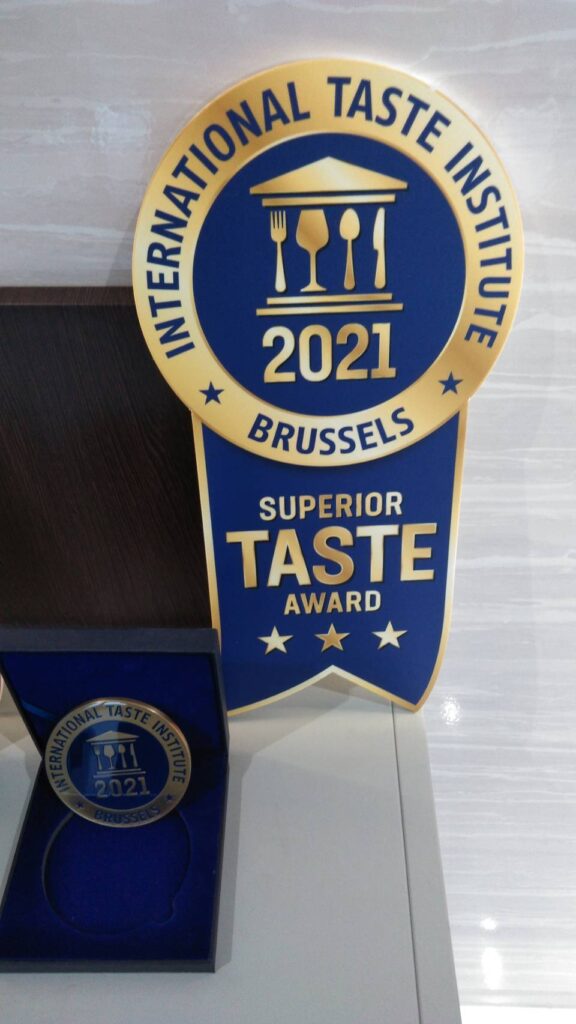 INTERNATIONAL TASTE INSTITUTE
2021
BRUSSELS
SUPERIOR
TASTE
AWARD
INTERNATIONAL TASTE INSTITUTE
2021
BRUSSELS